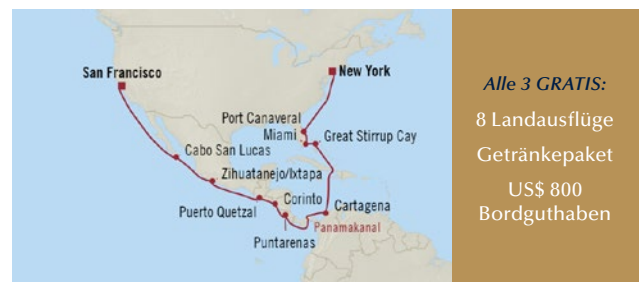 San Francisco
New York
Port Canaveral
Miami
Great Stirrup Cay
Cabo San Lucas
Zihuatanejo/Ixtapa
Puerto Quetzal
Corinto
Cartagena
Panamakanal
Puntarenas
Alle 3 GRATIS:
8 Landausflüge
Getränkepaket
US$ 800
Bordguthaben